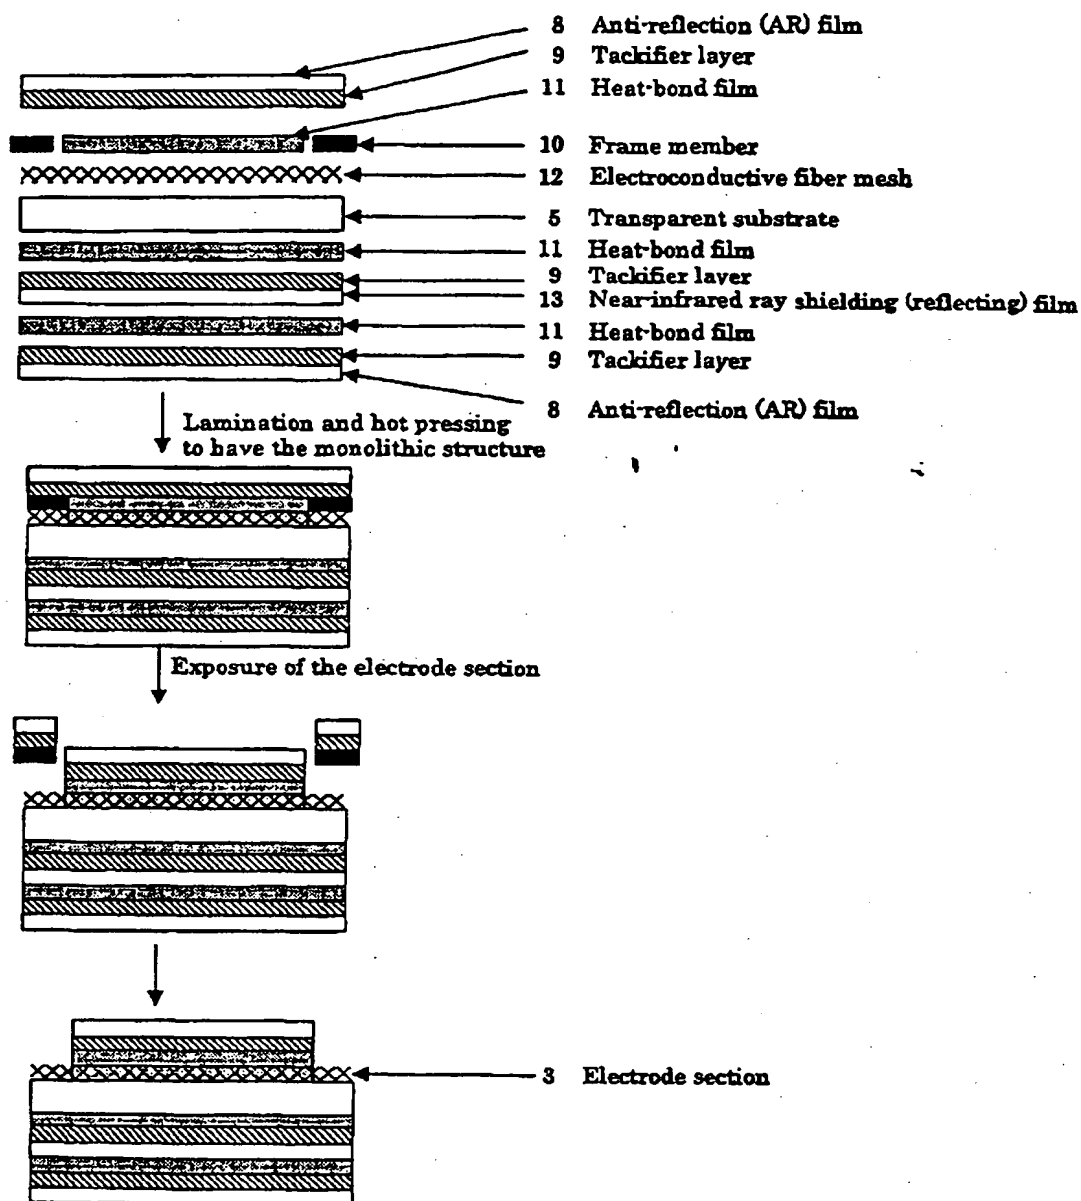 8 Anti-reflection (AR) film
9 Tackifier layer
11 Heat-bond film
10 Frame member
12 Electroconductive fiber mesh
5 Transparent substrate
11 Heat-bond film
9 Tackifier layer
13 Near-infrared ray shielding (reflecting) film
11 Heat-bond film
9 Tackifier layer
8 Anti-reflection (AR) film
Lamination and hot pressing
to have the monolithic structure
Exposure of the electrode section
3 Electrode section